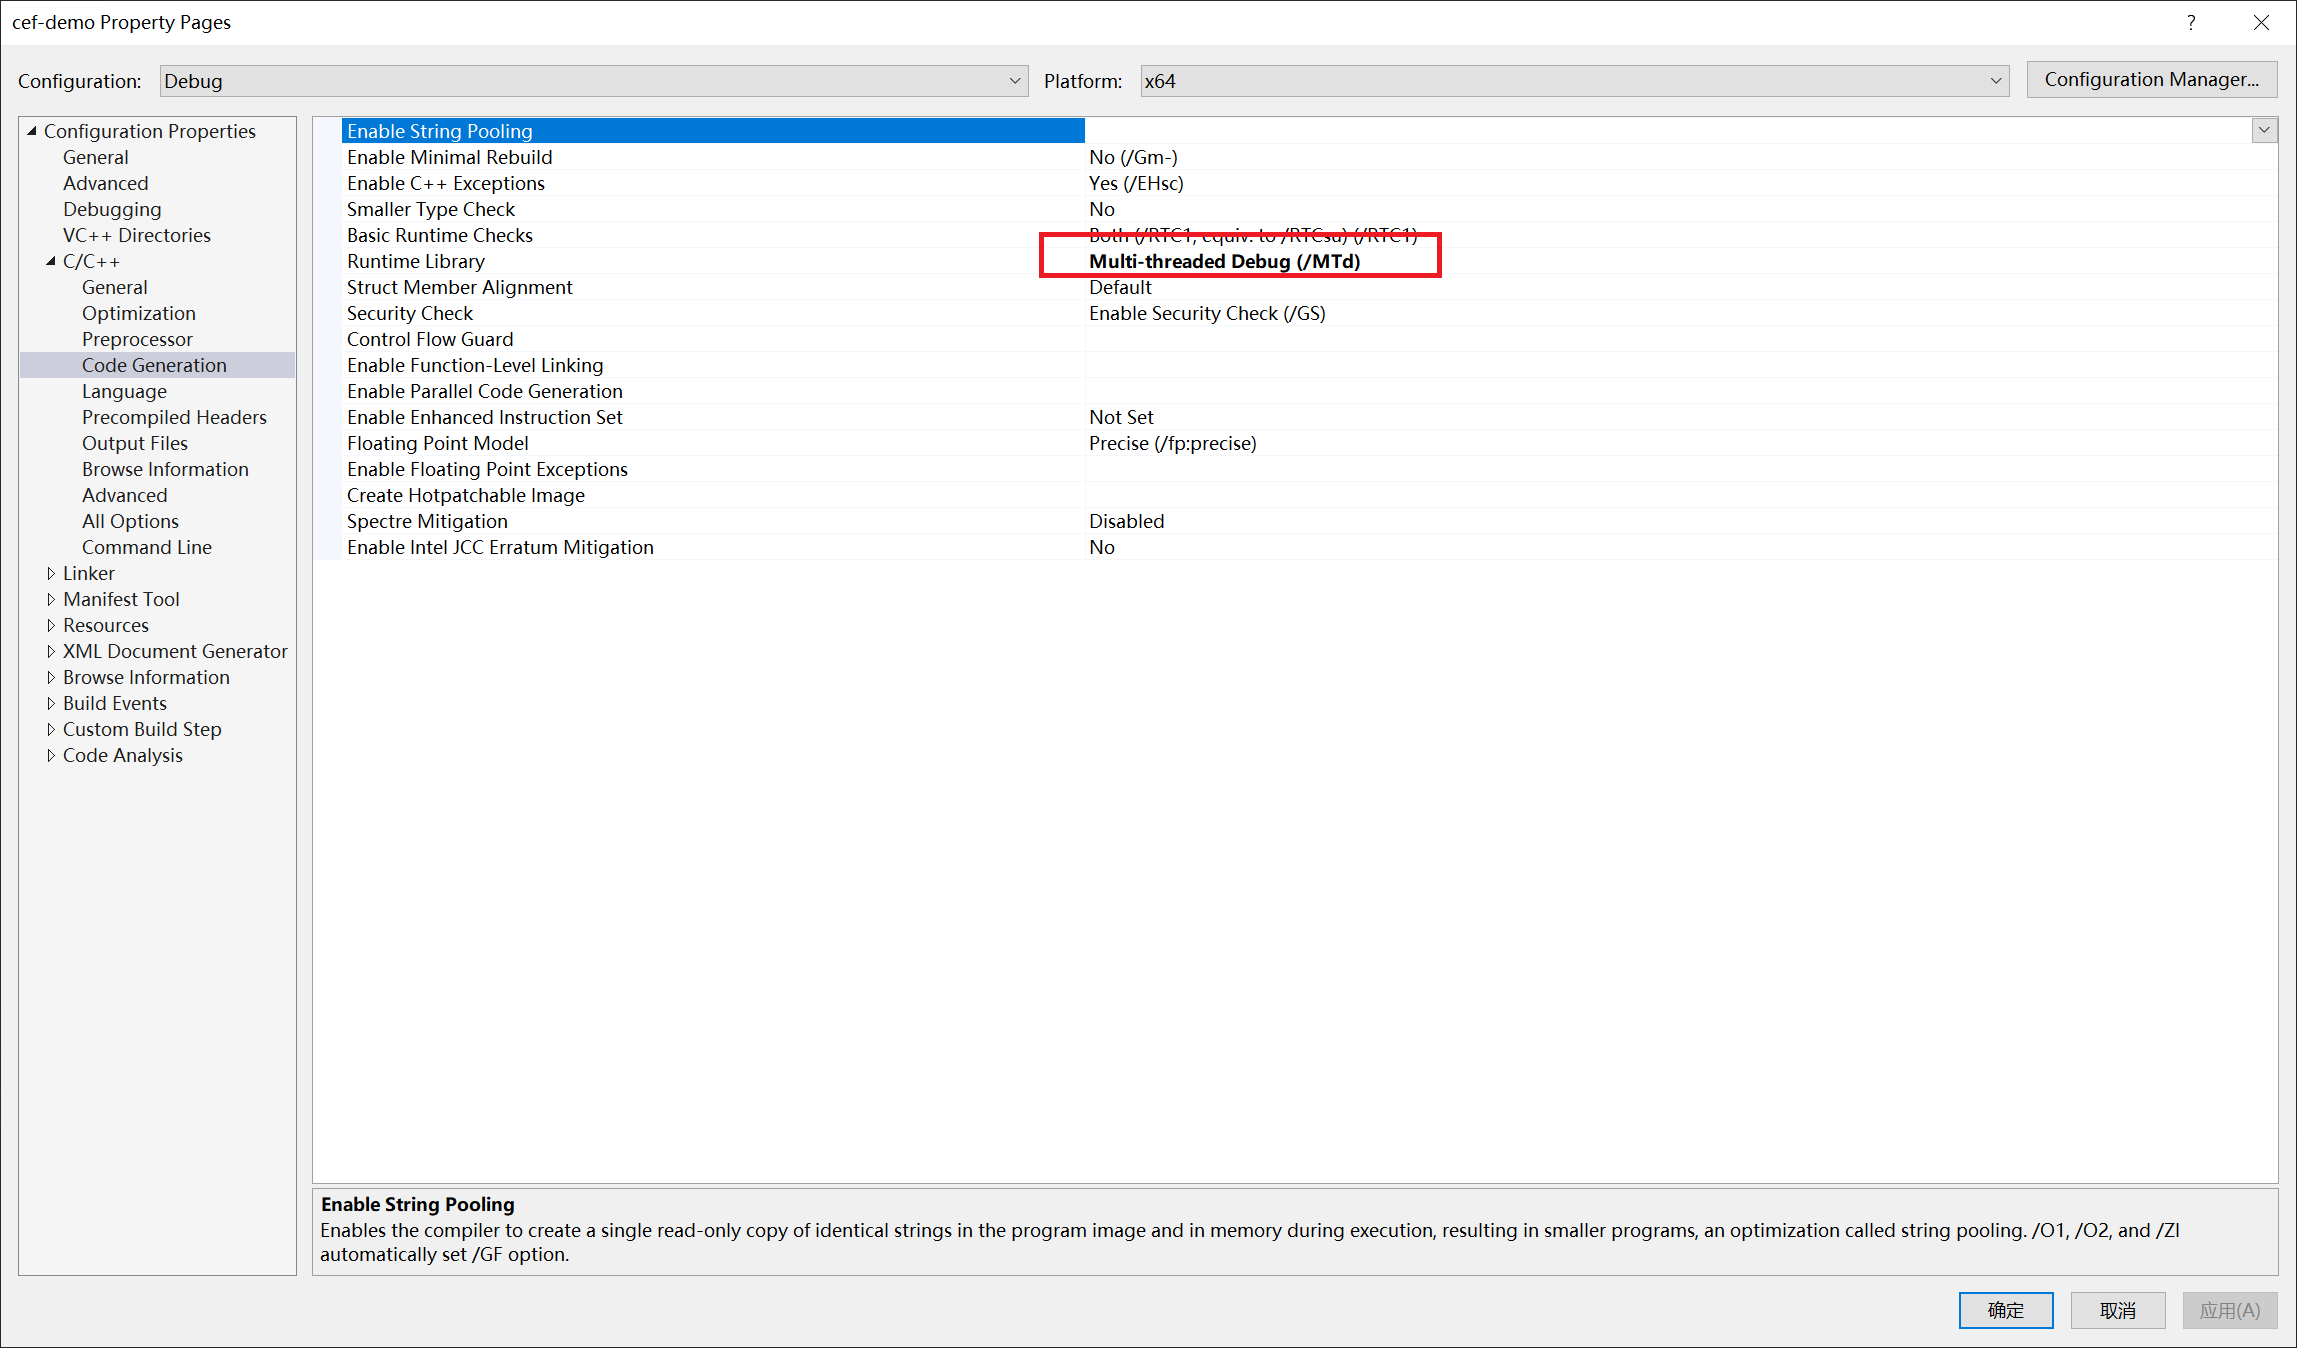 cef-demo Property Pages
?
Configuration: Debug Platform: x64 Configuration Manager...
Configuration Properties
General
Advanced
Debugging
VC++ Directories
C/C++
General
Optimization
Preprocessor
Code Generation
Language
Precompiled Headers
Output Files
Browse Information
Advanced
All Options
Command Line
Linker
Manifest Tool
Resources
XML Document Generator
Browse Information
Build Events
Custom Build Step
Code Analysis
Enable String Pooling
Enable Minimal Rebuild No (/Gm-)
Enable C++ Exceptions Yes (/EHsc)
Smaller Type Check No
Basic Runtime Checks Both (/RTC1, equiv. to /RTCsu) (/RTC1)
Runtime Library Multi-threaded Debug (/MTd)
Struct Member Alignment Default
Security Check Enable Security Check (/GS)
Control Flow Guard
Enable Function-Level Linking
Enable Parallel Code Generation
Enable Enhanced Instruction Set Not Set
Floating Point Model Precise (/fp:precise)
Enable Floating Point Exceptions
Create Hotpatchable Image
Spectre Mitigation Disabled
Enable Intel JCC Erratum Mitigation No
Enable String Pooling
Enables the compiler to create a single read-only copy of identical strings in the program image and in memory during execution, resulting in smaller programs, an optimization called string pooling. /O1, /O2, and /ZI
automatically set /GF option.
确定 取消 应用(A)